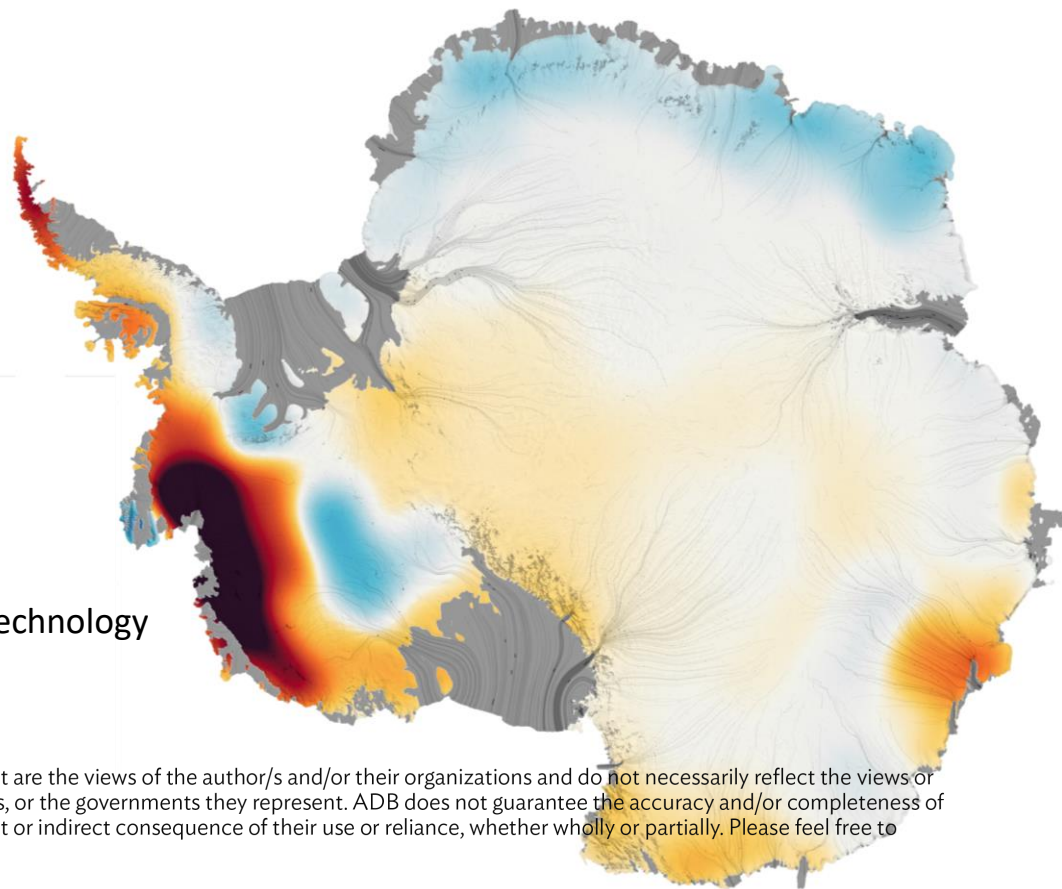 echnology
t are the views of the author/s and/or their organizations and do not necessarily reflect the views or
s, or the governments they represent. ADB does not guarantee the accuracy and/or completeness of
t or indirect consequence of their use or reliance, whether wholly or partially. Please feel free to